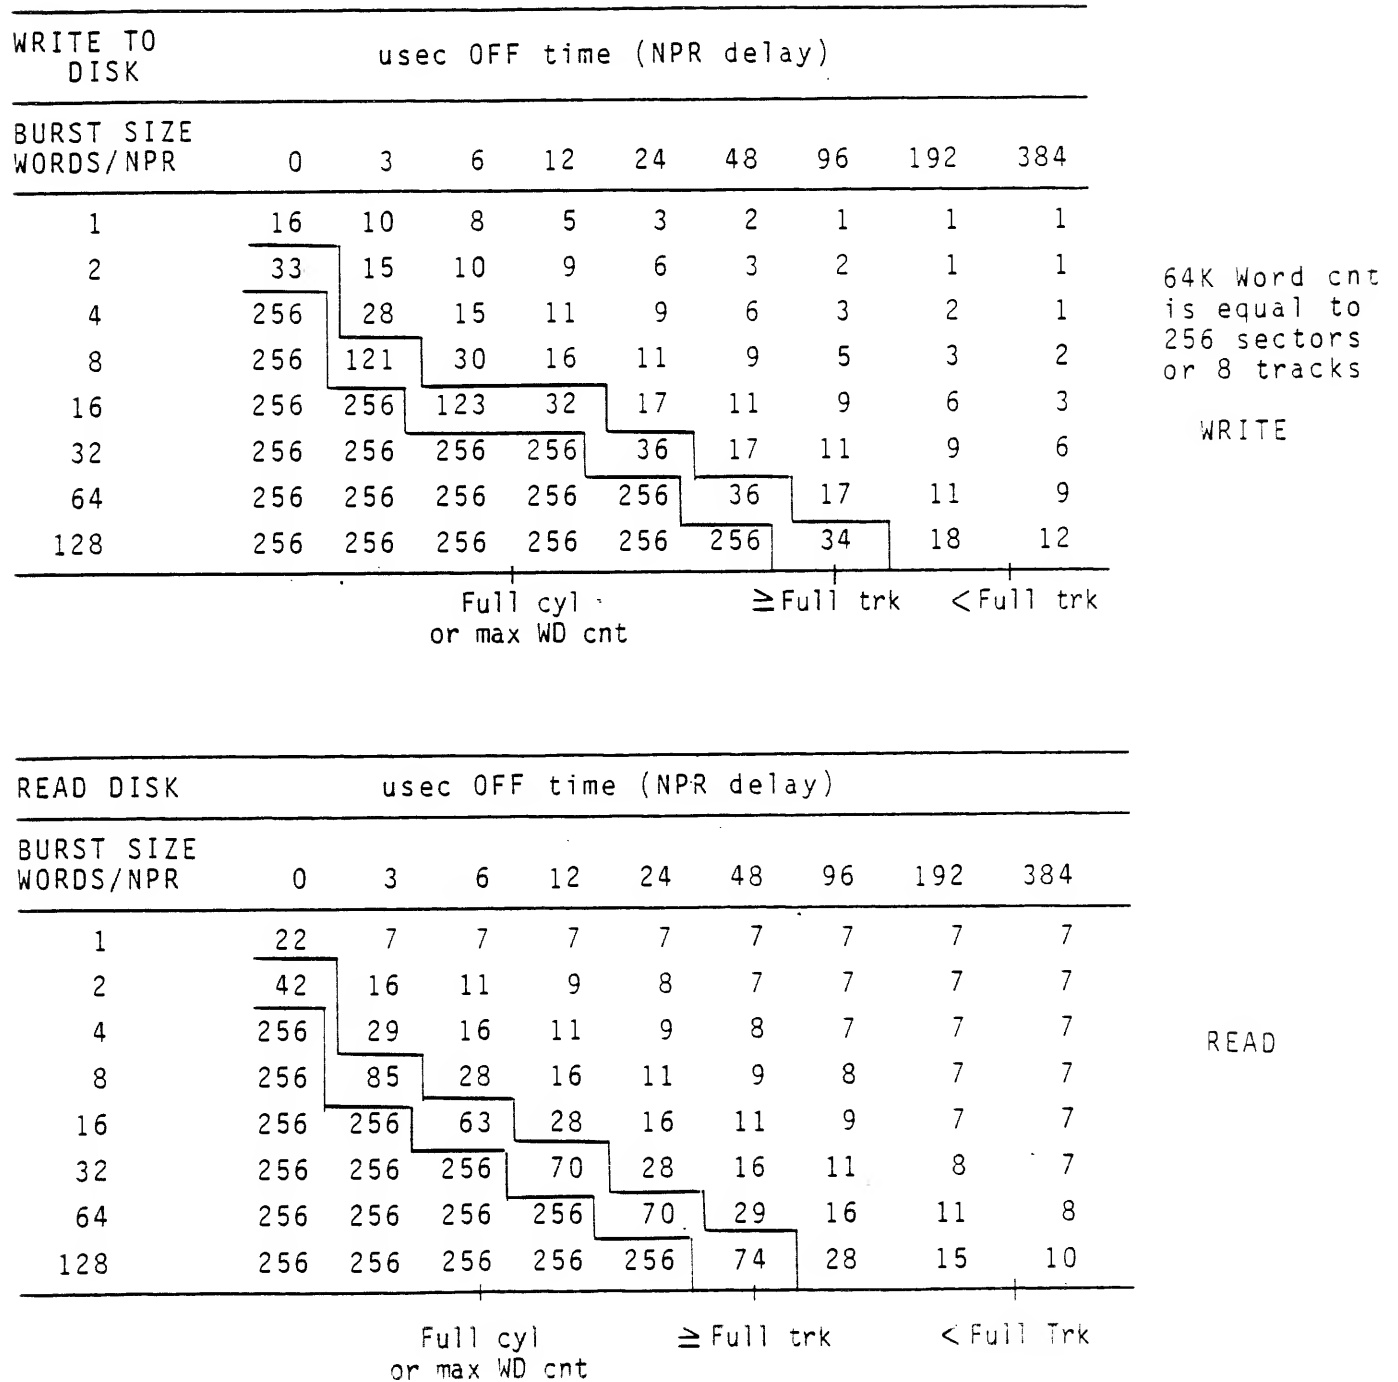 WRITE TO
DISK
usec OFF time (NPR delay)
BURST SIZE
WORDS/NPR 0 3 6 12 24 48 96 192 384
1 16 10 8 5 3 2 1 1 1
2 33 15 10 9 6 3 2 1 1
4 256 28 15 11 9 6 3 2 1
8 256 121 30 16 11 9 5 3 2
16 256 256 123 32 17 11 9 6 3
32 256 256 256 256 36 17 11 9 6
64 256 256 256 256 256 36 17 11 9
128 256 256 256 256 256 256 34 18 12
Full cyl ≥Full trk <Full trk
or max WD cnt
64K Word cnt
is equal to
256 sectors
or 8 tracks
WRITE
READ DISK usec OFF time (NPR delay)
BURST SIZE
WORDS/NPR 0 3 6 12 24 48 96 192 384
1 22 7 7 7 7 7 7 7 7
2 42 16 11 9 8 7 7 7 7
4 256 29 16 11 9 8 7 7 7
8 256 85 28 16 11 9 8 7 7
16 256 256 63 28 16 11 9 7 7
32 256 256 256 70 28 16 11 8 7
64 256 256 256 256 70 29 16 11 8
128 256 256 256 256 256 74 28 15 10
Full cyl ≥Full trk <Full Trk
or max WD cnt
READ